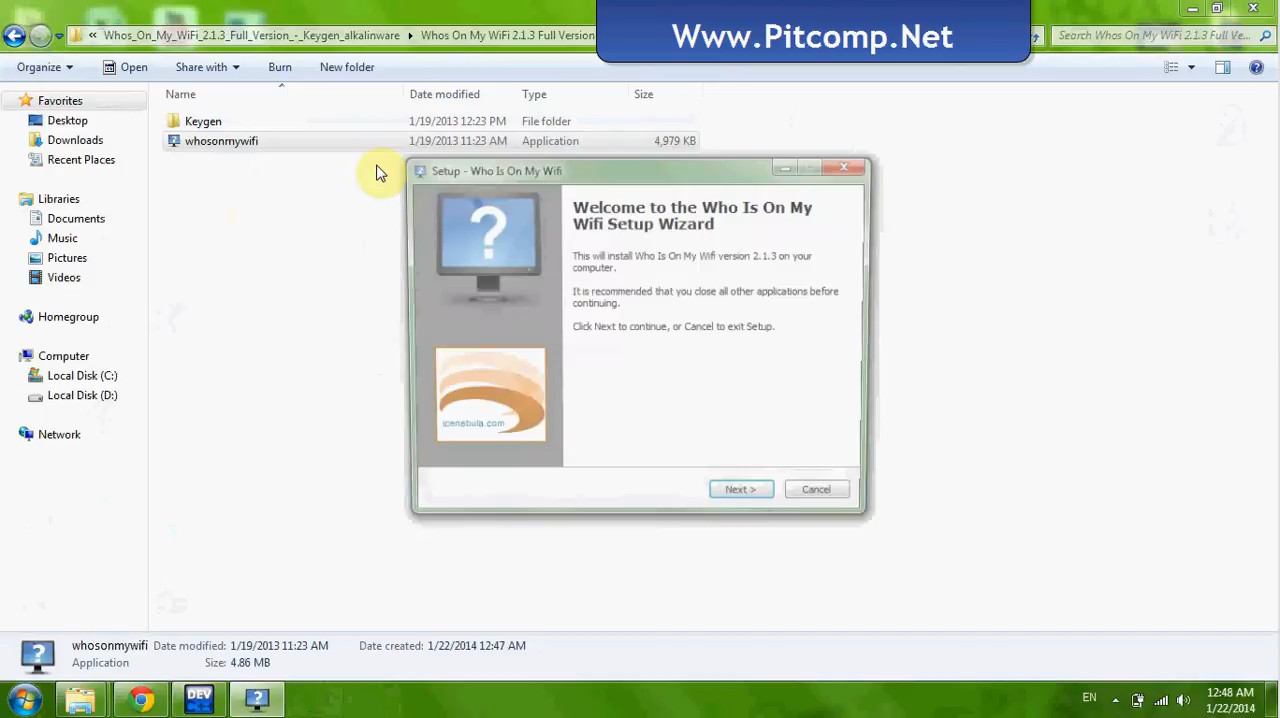 Www.Pitcomp.Net
Whos_On_My_WiFi_2.1.3_Full_Version_-_Keygen_alkalinware
Whos On My WiFi 2.1.3 Full Version
Search Whos On My WiFi 2.1.3 Full Ve...
Organize
Open
Share with
Burn
New folder
Name
Date modified
Type
Size
Favorites
Desktop
Downloads
Recent Places
Libraries
Documents
Music
Pictures
Videos
Homegroup
Computer
Local Disk (C:)
Local Disk (D:)
Network
Keygen 1/19/2013 12:23 PM File folder
whosonmywifi 1/19/2013 11:23 AM Application 4,979 KB
Setup - Who Is On My Wifi
Welcome to the Who Is On My
Wifi Setup Wizard
This will install Who Is On My Wifi version 2.1.3 on your
computer.
It is recommended that you close all other applications before
continuing.
Click Next to continue, or Cancel to exit Setup.
icenebula.com
Next >
Cancel
whosonmywifi Date modified: 1/19/2013 11:23 AM Date created: 1/22/2014 12:47 AM
Application Size: 4.86 MB
DEV
EN
12:48 AM
1/22/2014